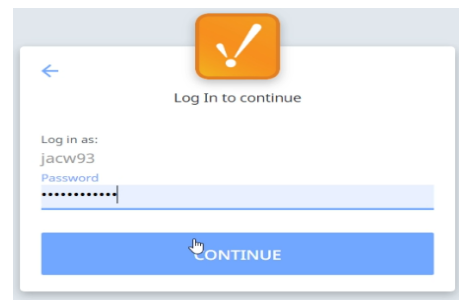 Log In to continue
Log in as:
jacw93
Password
••••••••••••
CONTINUE